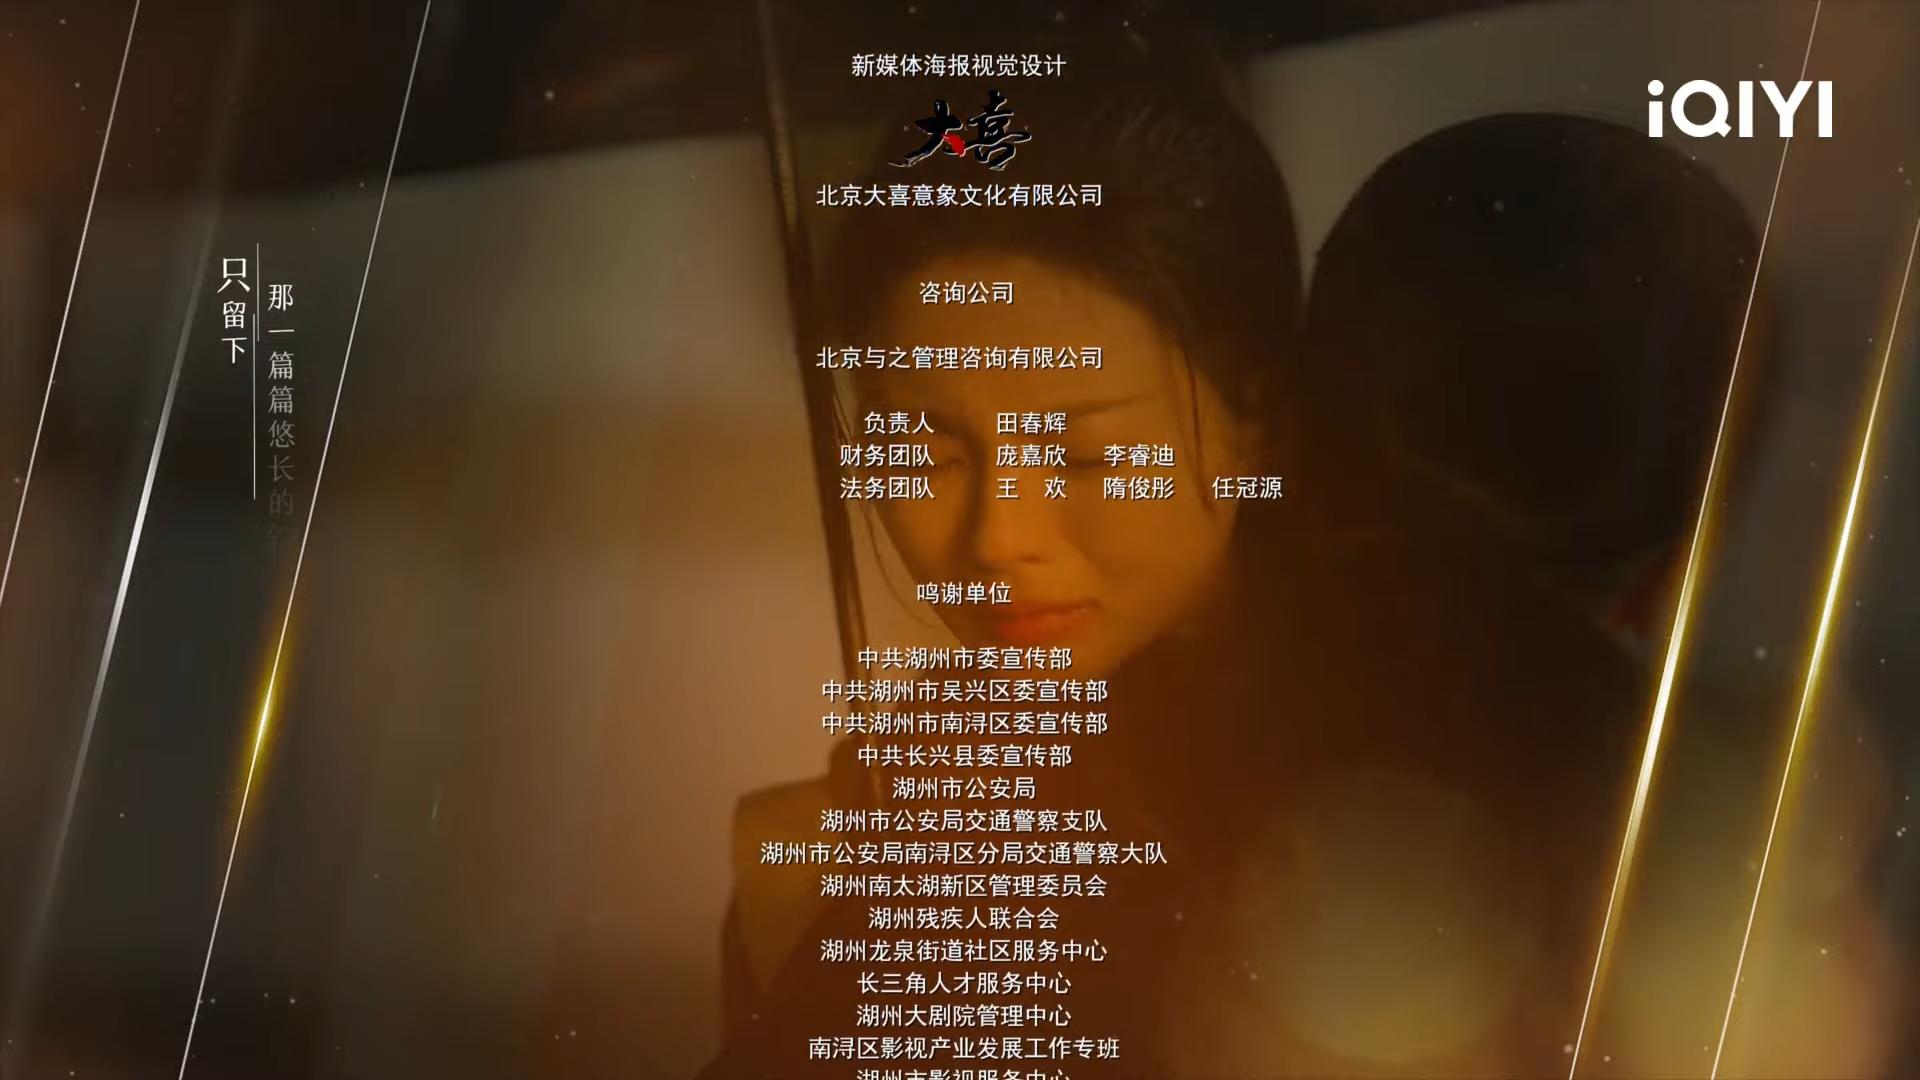 新媒体海报视觉设计
大喜
北京大喜意象文化有限公司
iQIYI
只留下
那一篇篇悠长的
咨询公司
北京与之管理咨询有限公司
负责人 田春辉
财务团队 庞嘉欣 李睿迪
法务团队 王 欢 隋俊彤 任冠源
鸣谢单位
中共湖州市委宣传部
中共湖州市吴兴区委宣传部
中共湖州市南浔区委宣传部
中共长兴县委宣传部
湖州市公安局
湖州市公安局交通警察支队
湖州市公安局南浔区分局交通警察大队
湖州南太湖新区管理委员会
湖州残疾人联合会
湖州龙泉街道社区服务中心
长三角人才服务中心
湖州大剧院管理中心
南浔区影视产业发展工作专班
湖州市影视服务中心